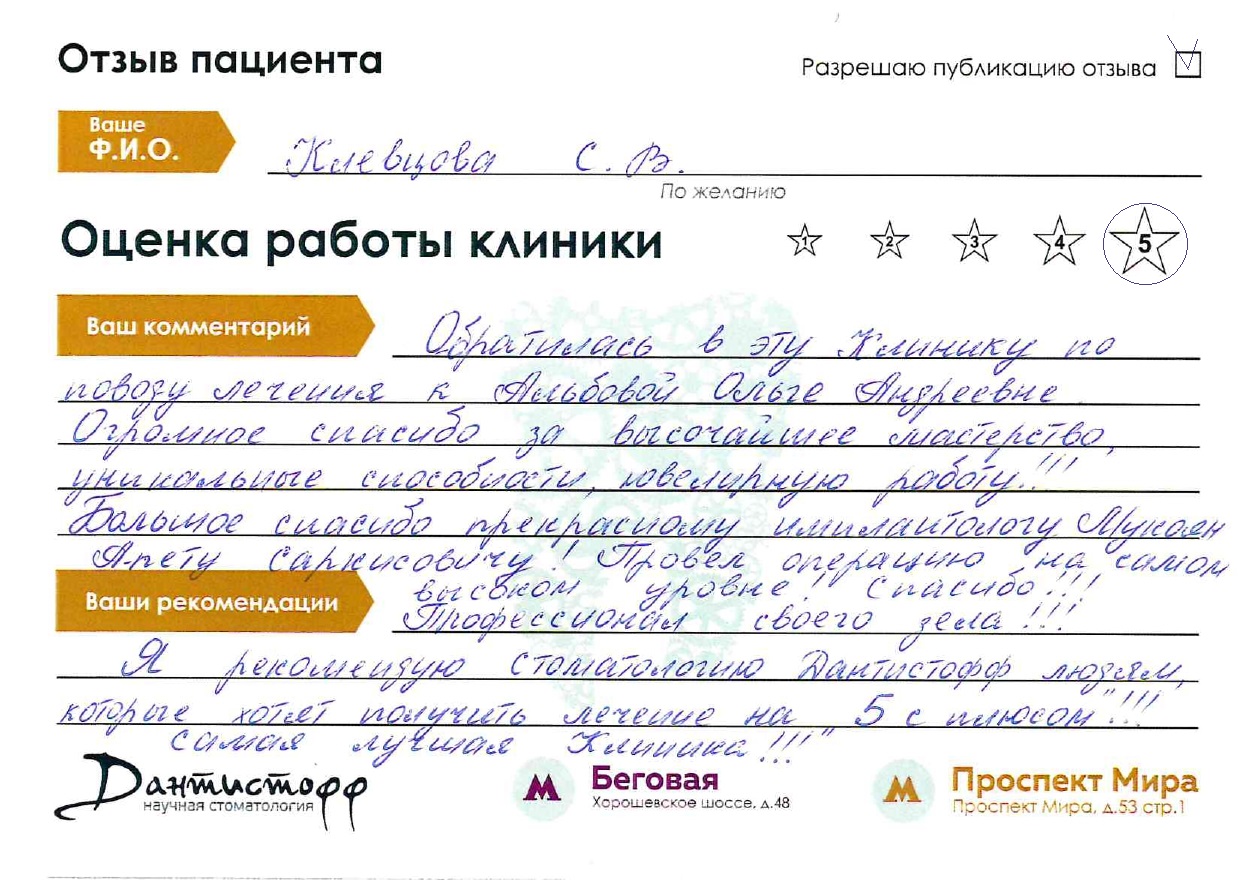 Отзыв пациента
Разрешаю публикацию отзыва
Ваше
Ф.И.О.
Клевцова С. В.
По желанию
Оценка работы клиники
1 2 3 4 5
Ваш комментарий
Обратилась в эту Клинику по
поводу лечения к Альбовой Ольге Андреевне
Огромное спасибо за высочайшее мастерство,
уникальные способности, ювелирную работу!!!
Большое спасибо прекрасному имплантологу Мукоян
Арету Саркисовичу! Провел операцию на самом
Ваши рекомендации
высоком уровне! Спасибо!!!
Профессионал своего дела!!!
Я рекомендую стоматологию Дантистофф людям,
которые хотят получить лечение на "5 с плюсом"!!!
Самая лучшая Клиника!!!"
Дантистофф
научная стоматология
Беговая
Хорошевское шоссе, д.48
Проспект Мира
Проспект Мира, д.53 стр.1